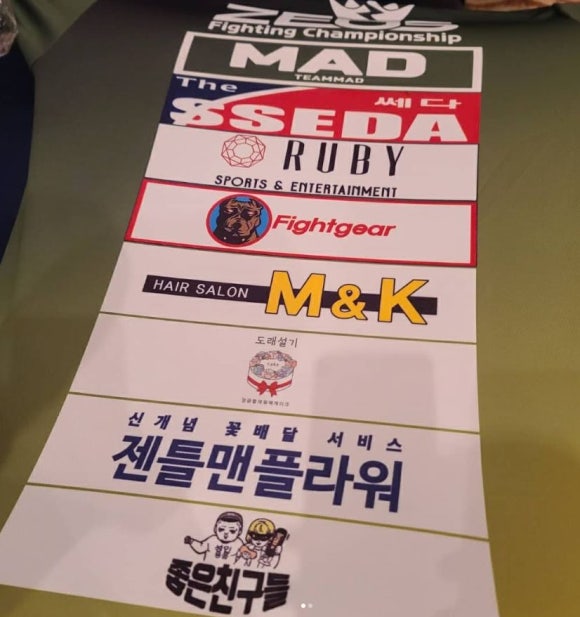 ZEUS
Fighting Championship
MAD
TEAMMAD
The
쎄다
SSEDA
RUBY
SPORTS & ENTERTAINMENT
Fightgear
HAIR SALON M&K
도래설기
신개념 꽃배달 서비스
젠틀맨플라워
좋은친구들